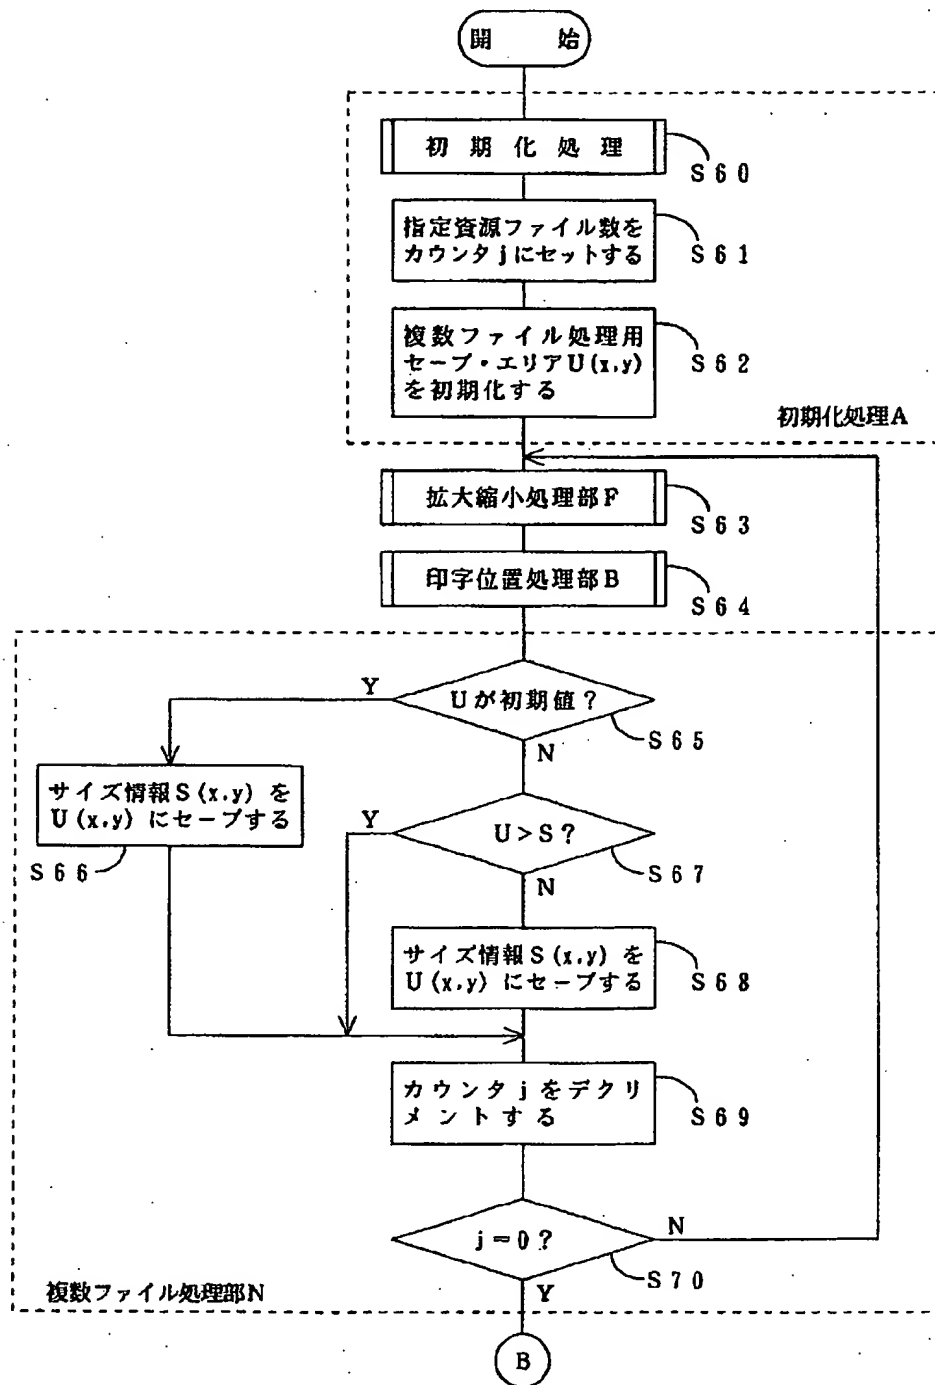 開 始
初期化処理
S60
指定資源ファイル数を
カウンタjにセットする
S61
複数ファイル処理用
セーブ・エリアU(x,y)
を初期化する
S62
初期化処理A
拡大縮小処理部F
S63
印字位置処理部B
S64
Uが初期値?
Y
S65
N
サイズ情報S(x,y)を
U(x,y)にセーブする
S66
U>S?
Y
S67
N
サイズ情報S(x,y)を
U(x,y)にセーブする
S68
カウンタjをデクリ
メントする
S69
j=0?
N
S70
Y
複数ファイル処理部N
B